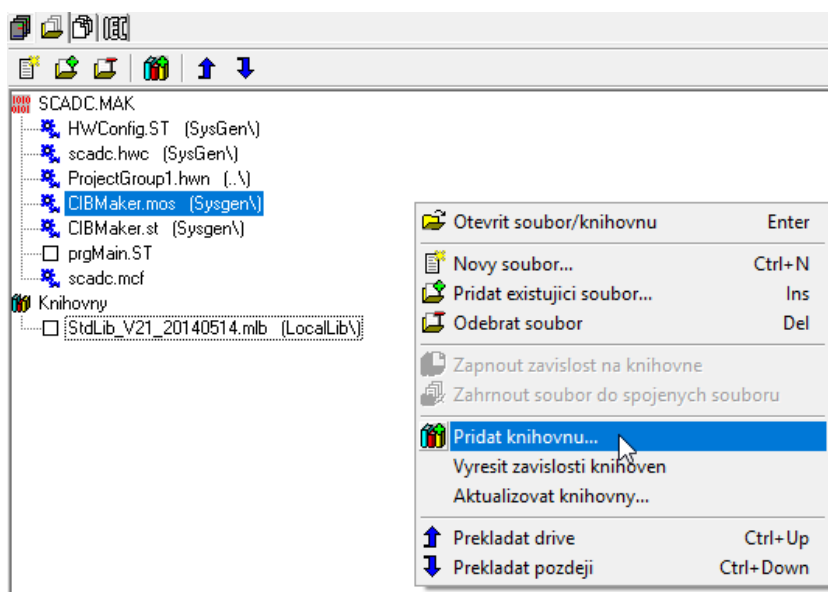 IEC
SCADC.MAK
HWConfig.ST (SysGen\)
scadc.hwc (SysGen\)
ProjectGroup1.hwn (..\)
CIBMaker.mos (Sysgen\)
CIBMaker.st (Sysgen\)
prgMain.ST
scadc.mcf
Knihovny
StdLib_V21_20140514.mlb (LocalLib\)
Otevrit soubor/knihovnu Enter
Novy soubor... Ctrl+N
Pridat existujici soubor... Ins
Odebrat soubor Del
Zapnout zavislost na knihovne
Zahrnout soubor do spojenych souboru
Pridat knihovnu...
Vyresit zavislosti knihoven
Aktualizovat knihovny...
Prekladat drive Ctrl+Up
Prekladat pozdeji Ctrl+Down